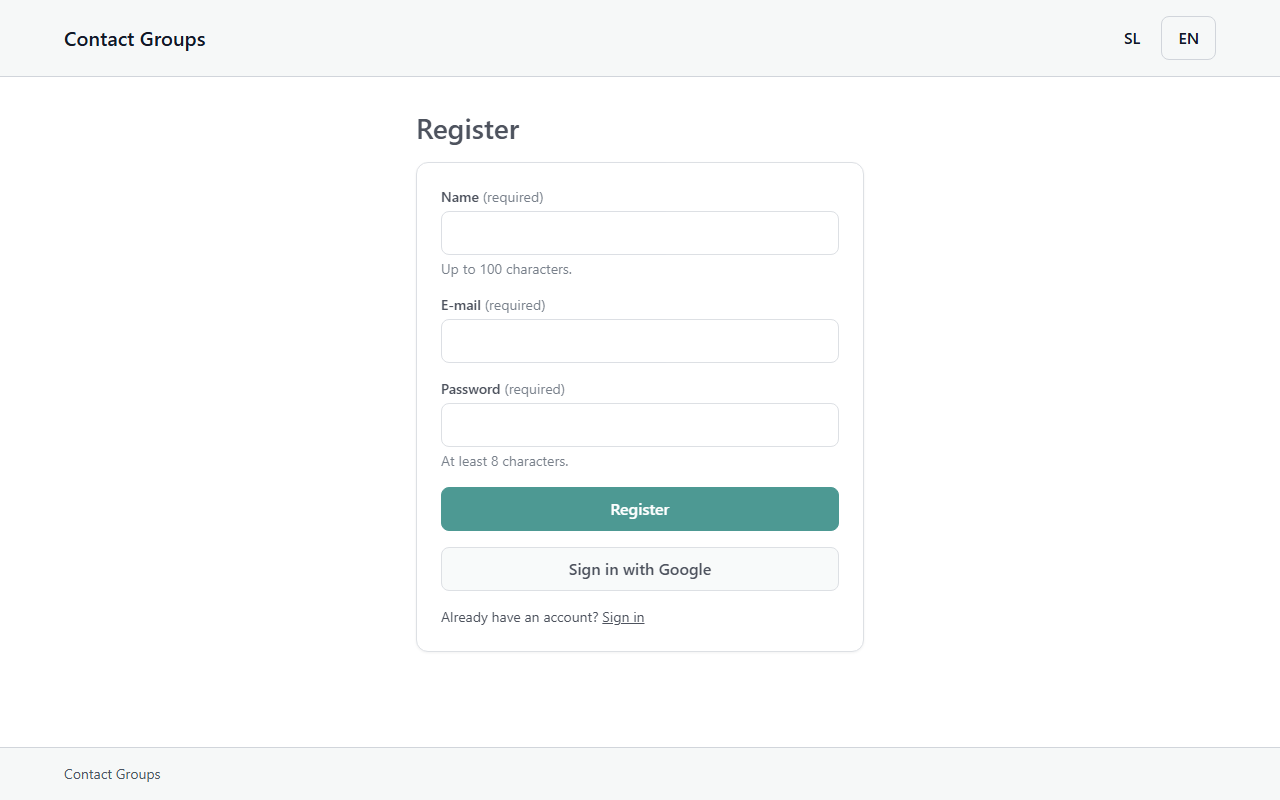 Contact Groups
SL
EN
Register
Name (required)
Up to 100 characters.
E-mail (required)
Password (required)
At least 8 characters.
Register
Sign in with Google
Already have an account? Sign in
Contact Groups